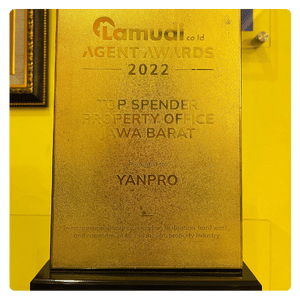 Lamudi co.id
AGENT AWARDS
2022
TOP SPENDER
PROPERTY OFFICE
JAWA BARAT
YANPRO